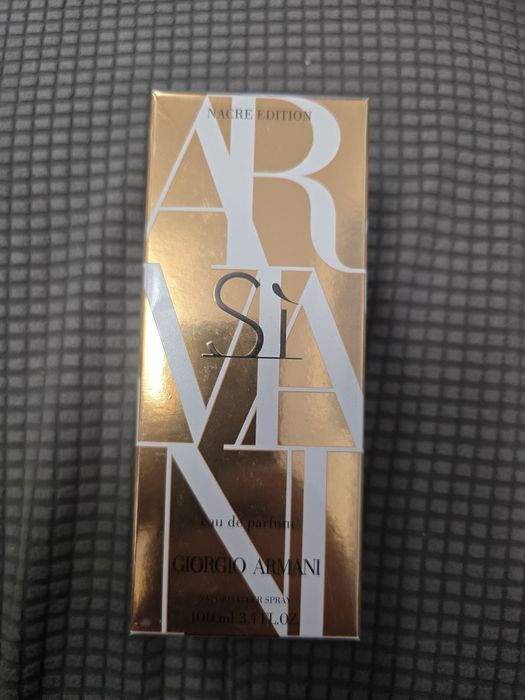 NACRE EDITION
AR
MA
NI
Sì
eau de parfum
GIORGIO ARMANI
VAPORISATEUR SPRAY
100 ml 3.4 FL.OZ